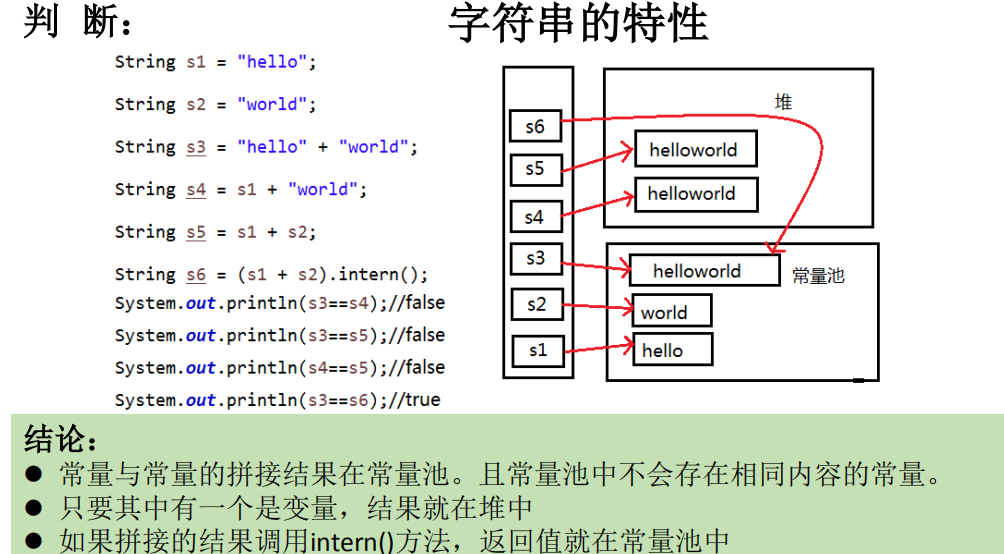 判 断：
字符串的特性
String s1 = "hello";
String s2 = "world";
String s3 = "hello" + "world";
String s4 = s1 + "world";
String s5 = s1 + s2;
String s6 = (s1 + s2).intern();
System.out.println(s3==s4);//false
System.out.println(s3==s5);//false
System.out.println(s4==s5);//false
System.out.println(s3==s6);//true
s6
s5
s4
s3
s2
s1
堆
helloworld
helloworld
helloworld
常量池
world
hello
结论：
● 常量与常量的拼接结果在常量池。且常量池中不会存在相同内容的常量。
● 只要其中有一个是变量，结果就在堆中
● 如果拼接的结果调用intern()方法，返回值就在常量池中